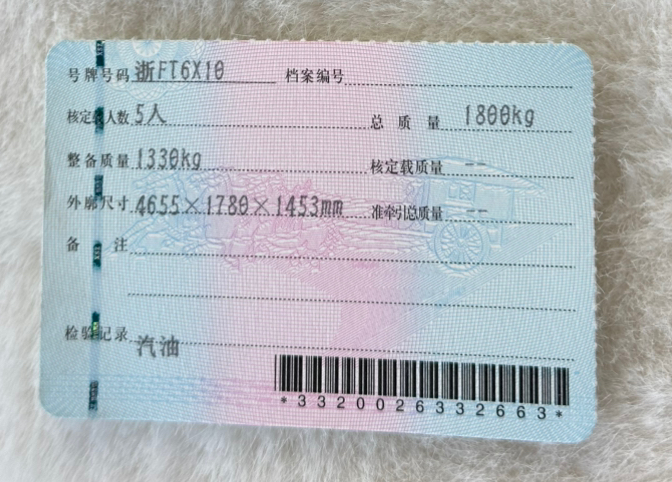 号牌号码 浙FT6X10 档案编号
核定载人数 5人 总质量 1800kg
整备质量 1330kg 核定载质量 --
外廓尺寸 4655×1780×1453mm 准牵引总质量 --
备注
检验记录 汽油
*3320026332663*